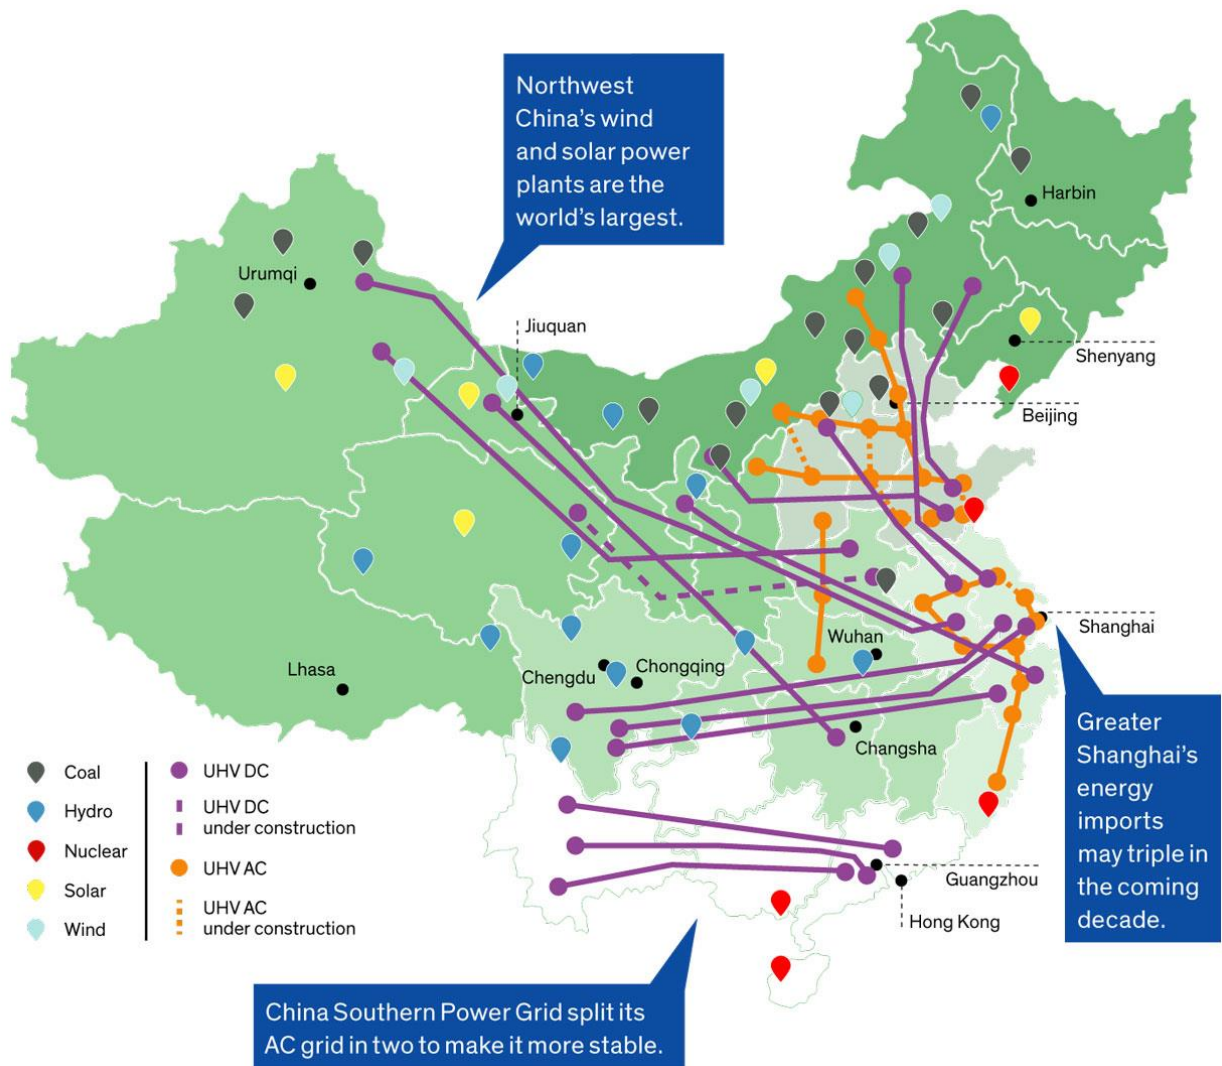 Northwest
China's wind
and solar power
plants are the
world's largest.
Harbin
Urumqi
Jiuquan
Shenyang
Beijing
Shanghai
Wuhan
Lhasa
Chengdu
Chongqing
Changsha
Greater
Shanghai's
energy
imports
may triple in
the coming
decade.
Coal
Hydro
Nuclear
Solar
Wind
UHV DC
UHV DC
under construction
UHV AC
UHV AC
under construction
Guangzhou
Hong Kong
China Southern Power Grid split its
AC grid in two to make it more stable.